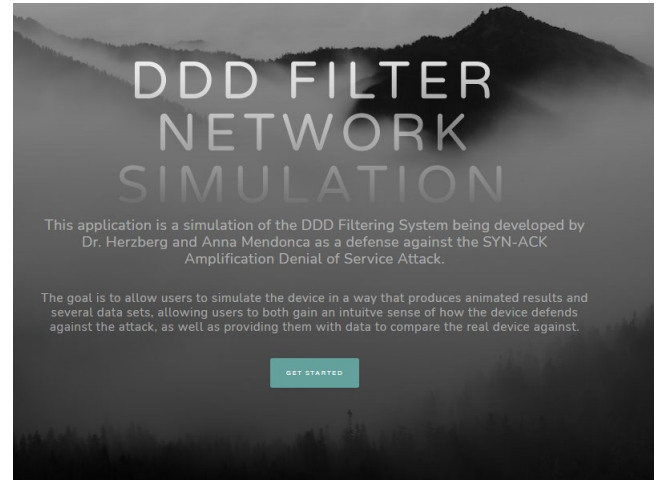 DDD FILTER
NETWORK
SIMULATION
This application is a simulation of the DDD Filtering System being developed by
Dr. Herzberg and Anna Mendonca as a defense against the SYN-ACK
Amplification Denial of Service Attack.
The goal is to allow users to simulate the device in a way that produces animated results and
several data sets, allowing users to both gain an intuitve sense of how the device defends
against the attack, as well as providing them with data to compare the real device against.
GET STARTED